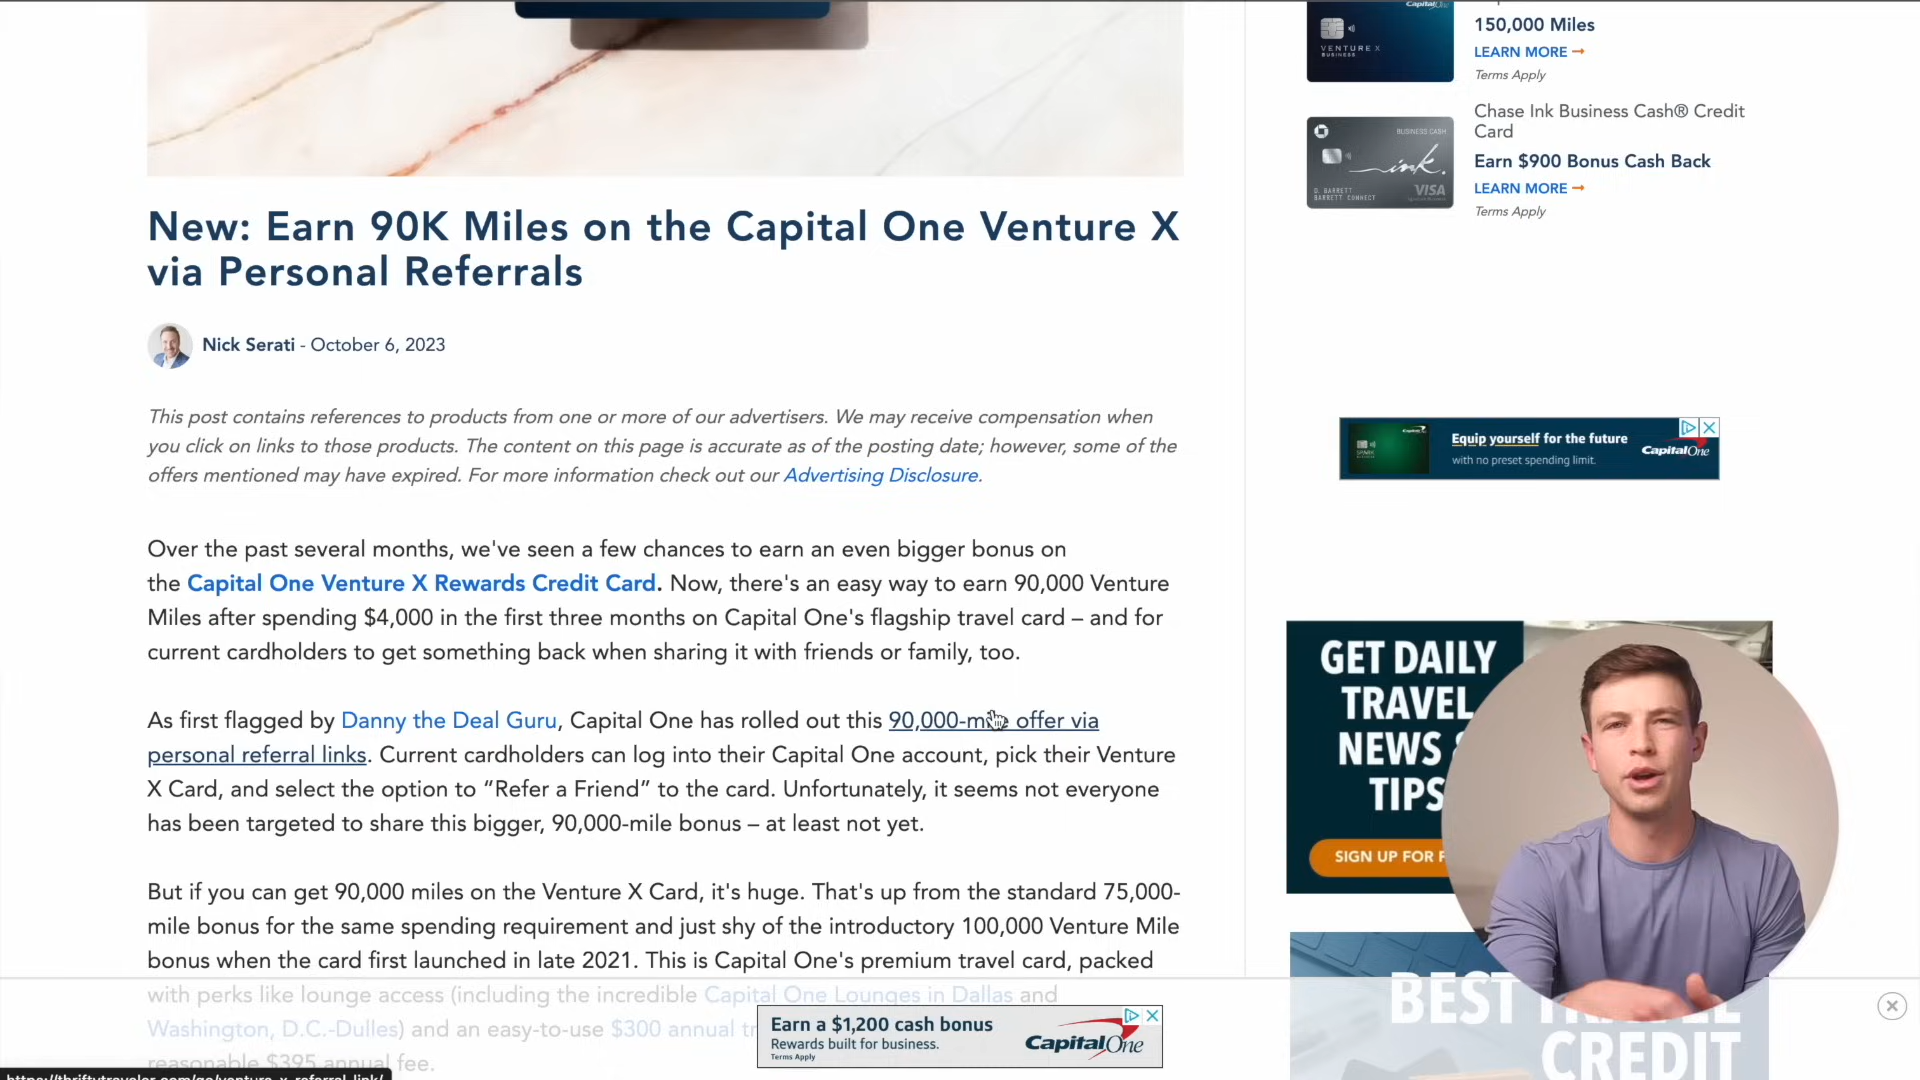 CapitalOne
150,000 Miles
VENTURE X
BUSINESS
LEARN MORE →
Terms Apply
Chase Ink Business Cash® Credit
Card
BUSINESS CASH
ink.
Earn $900 Bonus Cash Back
D. BARRETT
BARRETT CONNECT
VISA
LEARN MORE →
Terms Apply
New: Earn 90K Miles on the Capital One Venture X
via Personal Referrals
Nick Serati - October 6, 2023
This post contains references to products from one or more of our advertisers. We may receive compensation when
you click on links to those products. The content on this page is accurate as of the posting date; however, some of the
offers mentioned may have expired. For more information check out our Advertising Disclosure.
Equip yourself for the future
with no preset spending limit.
CapitalOne
Over the past several months, we've seen a few chances to earn an even bigger bonus on
the Capital One Venture X Rewards Credit Card. Now, there's an easy way to earn 90,000 Venture
Miles after spending $4,000 in the first three months on Capital One's flagship travel card – and for
current cardholders to get something back when sharing it with friends or family, too.
As first flagged by Danny the Deal Guru, Capital One has rolled out this 90,000-mile offer via
personal referral links. Current cardholders can log into their Capital One account, pick their Venture
X Card, and select the option to “Refer a Friend” to the card. Unfortunately, it seems not everyone
has been targeted to share this bigger, 90,000-mile bonus – at least not yet.
But if you can get 90,000 miles on the Venture X Card, it's huge. That's up from the standard 75,000-
mile bonus for the same spending requirement and just shy of the introductory 100,000 Venture Mile
bonus when the card first launched in late 2021. This is Capital One's premium travel card, packed
with perks like lounge access (including the incredible Capital One Lounges in Dallas and
Washington, D.C.-Dulles) and an easy-to-use $300 annual
reasonable $395 annual fee.
GET DAILY
TRAVEL
NEWS
TIPS
SIGN UP FOR
BEST TRAVEL
CREDIT
Earn a $1,200 cash bonus
Rewards built for business.
Terms Apply
CapitalOne